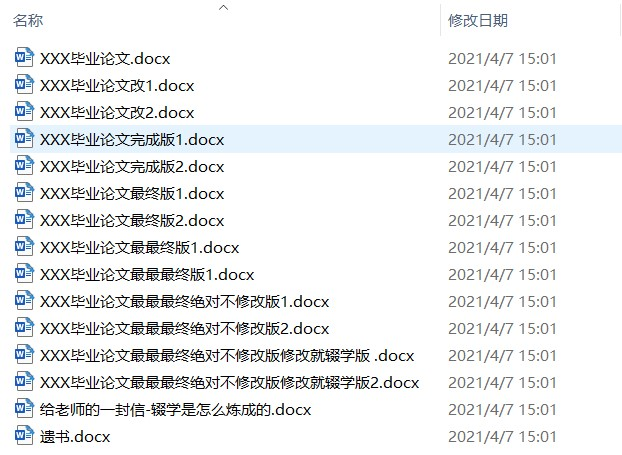 名称 修改日期
XXX毕业论文.docx 2021/4/7 15:01
XXX毕业论文改1.docx 2021/4/7 15:01
XXX毕业论文改2.docx 2021/4/7 15:01
XXX毕业论文完成版1.docx 2021/4/7 15:01
XXX毕业论文完成版2.docx 2021/4/7 15:01
XXX毕业论文最终版1.docx 2021/4/7 15:01
XXX毕业论文最终版2.docx 2021/4/7 15:01
XXX毕业论文最最终版1.docx 2021/4/7 15:01
XXX毕业论文最最最终版1.docx 2021/4/7 15:01
XXX毕业论文最最最终绝对不修改版1.docx 2021/4/7 15:01
XXX毕业论文最最最终绝对不修改版2.docx 2021/4/7 15:01
XXX毕业论文最最最终绝对不修改版修改就辍学版 .docx 2021/4/7 15:01
XXX毕业论文最最最终绝对不修改版修改就辍学版2.docx 2021/4/7 15:01
给老师的一封信-辍学是怎么炼成的.docx 2021/4/7 15:01
遗书.docx 2021/4/7 15:01